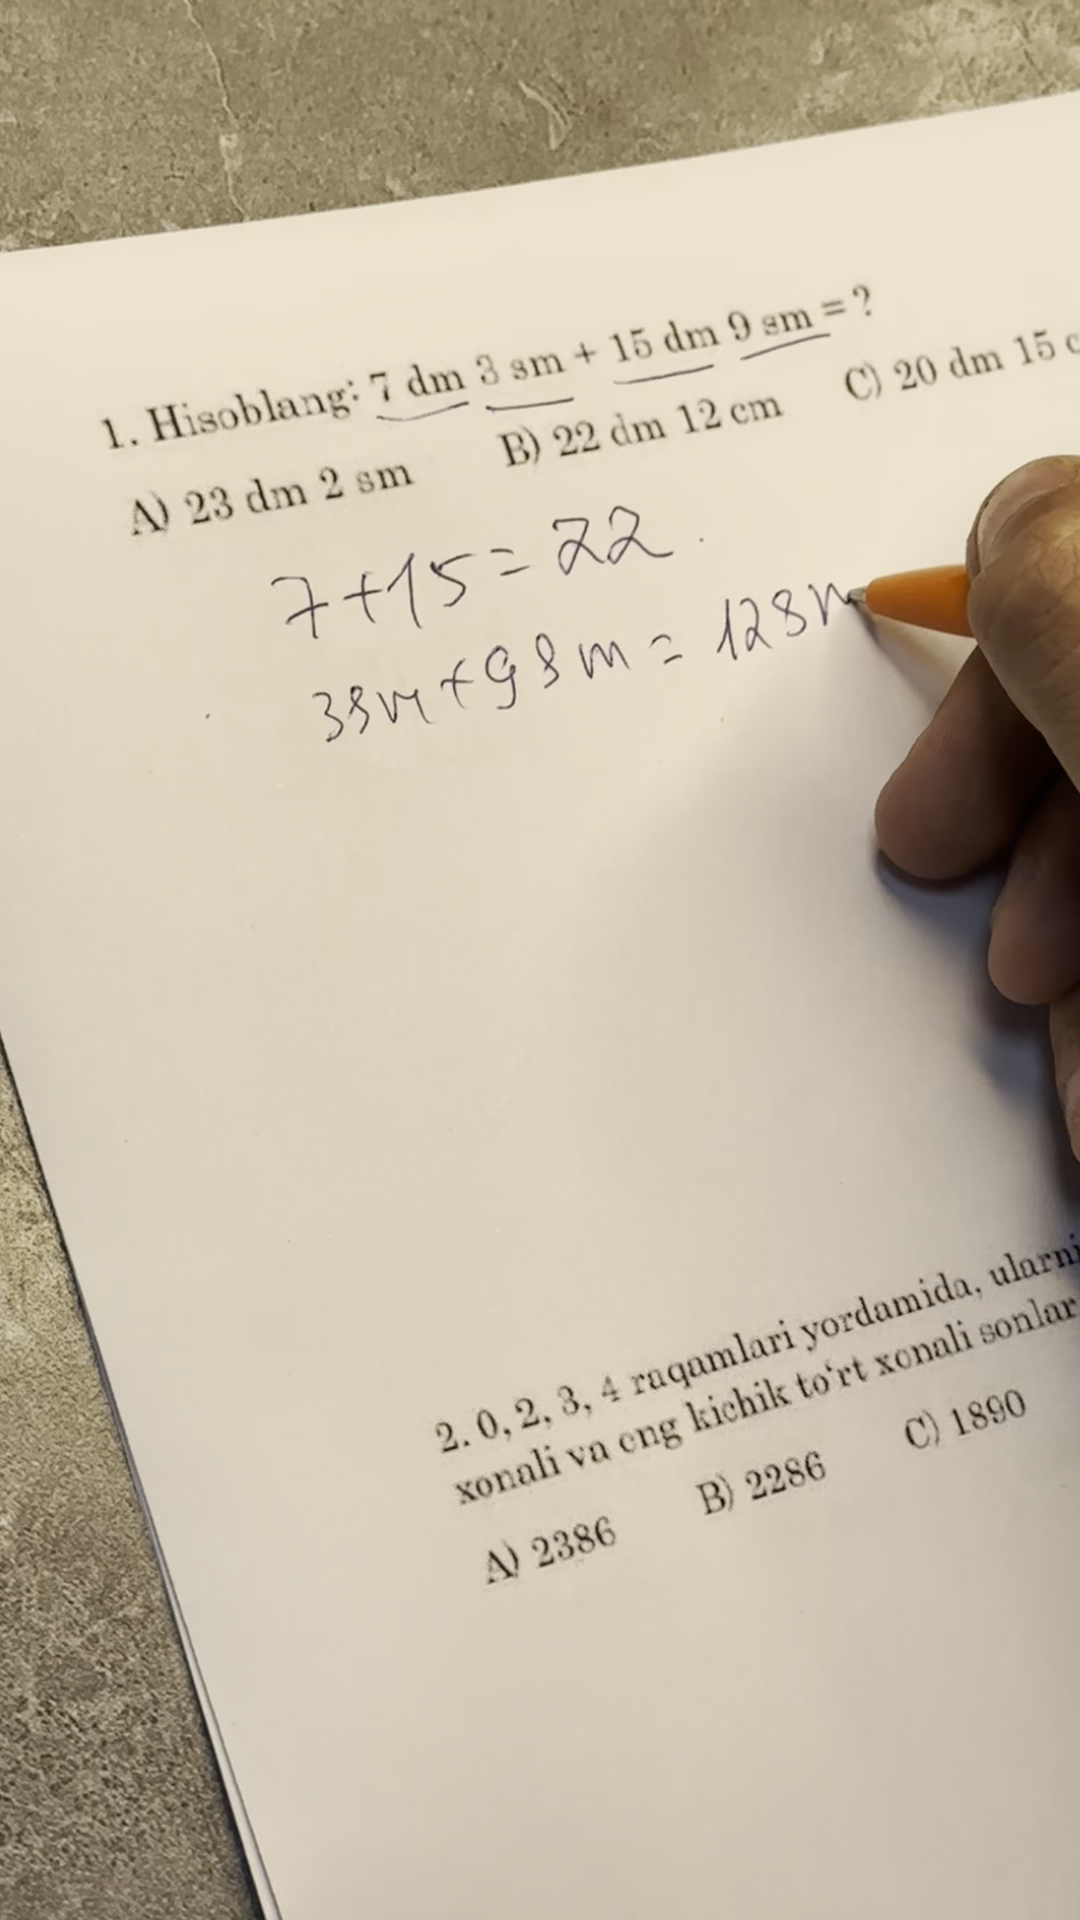 1. Hisoblang: 7 dm 3 sm + 15 dm 9 sm = ?
A) 23 dm 2 sm B) 22 dm 12 cm C) 20 dm 15 c
7+15=22
3sm+9sm=12sm
2. 0, 2, 3, 4 raqamlari yordamida, ularni
xonali va eng kichik to‘rt xonali sonlar
A) 2386 B) 2286 C) 1890